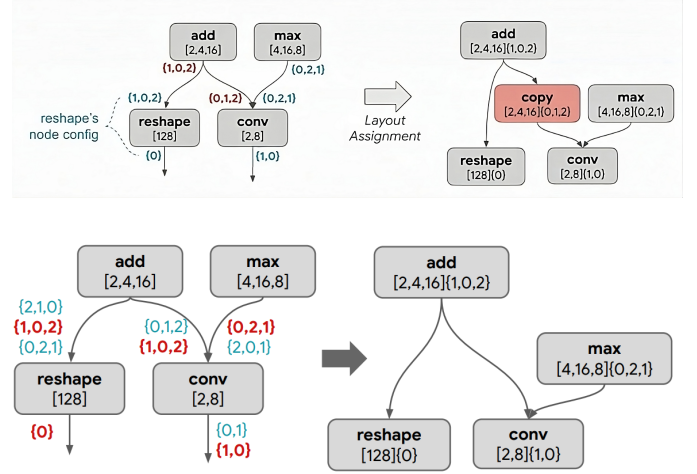 add
[2,4,16]
max
[4,16,8]
{1,0,2}
{0,2,1}
{1,0,2}
{0,1,2}
{0,2,1}
reshape's
node config
reshape
[128]
conv
[2,8]
{0}
{1,0}
Layout
Assignment
add
[2,4,16]{1,0,2}
copy
[2,4,16]{0,1,2}
max
[4,16,8]{0,2,1}
reshape
[128]{0}
conv
[2,8]{1,0}
add
[2,4,16]
max
[4,16,8]
{2,1,0}
{1,0,2}
{0,2,1}
{0,1,2}
{1,0,2}
{0,2,1}
{2,0,1}
reshape
[128]
conv
[2,8]
{0}
{0,1}
{1,0}
add
[2,4,16]{1,0,2}
max
[4,16,8]{0,2,1}
reshape
[128]{0}
conv
[2,8]{1,0}